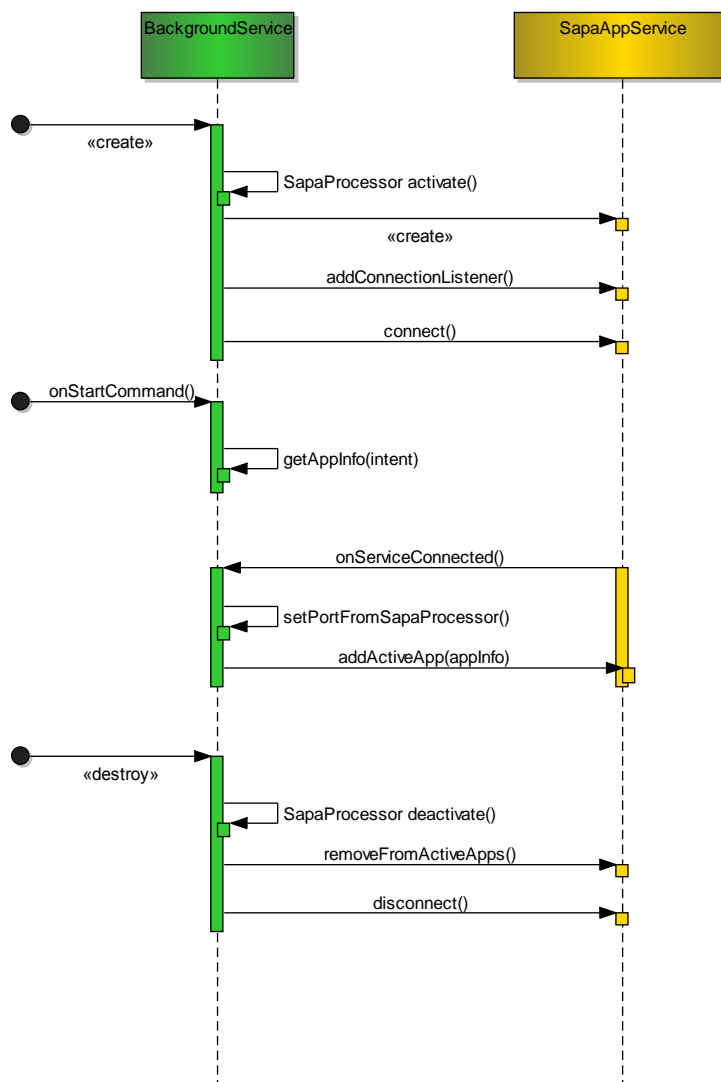 BackgroundService
SapaAppService
«create»
SapaProcessor activate()
«create»
addConnectionListener()
connect()
onStartCommand()
getAppInfo(intent)
onServiceConnected()
setPortFromSapaProcessor()
addActiveApp(appInfo)
«destroy»
SapaProcessor deactivate()
removeFromActiveApps()
disconnect()